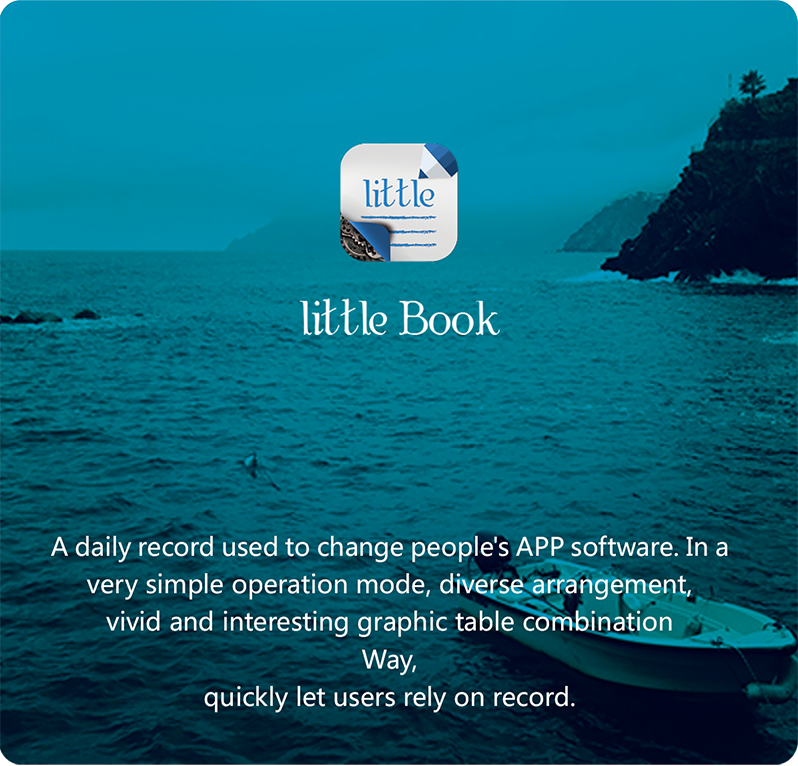 little
little Book
A daily record used to change people's APP software. In a
very simple operation mode, diverse arrangement,
vivid and interesting graphic table combination
Way,
quickly let users rely on record.